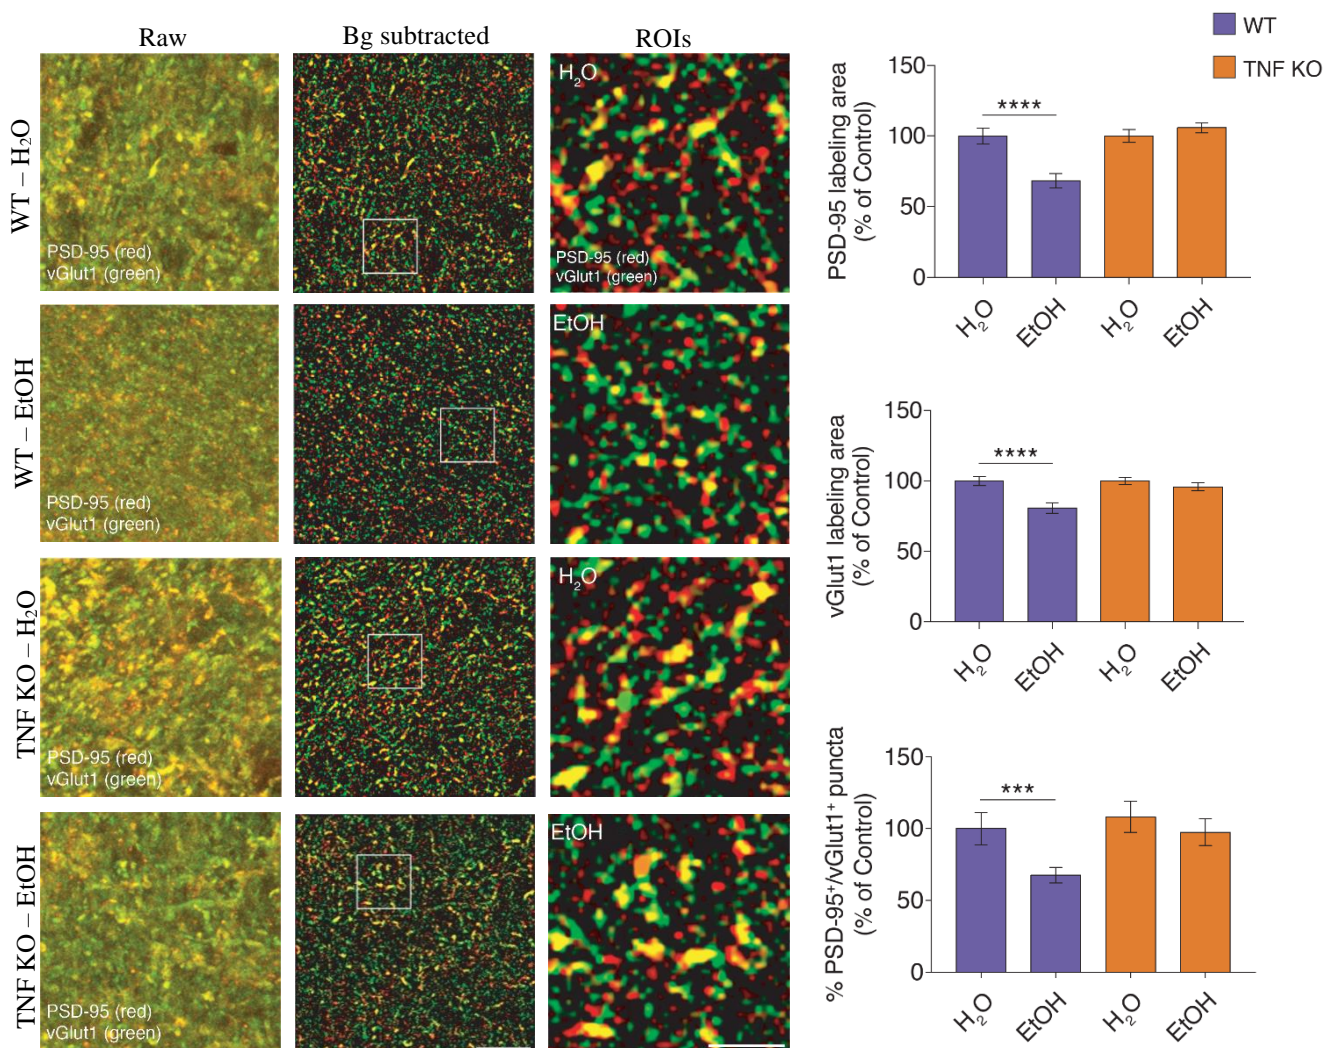 Raw
Bg subtracted
ROIs
WT – H₂O
PSD-95 (red)
vGlut1 (green)
H₂O
PSD-95 (red)
vGlut1 (green)
WT – EtOH
PSD-95 (red)
vGlut1 (green)
EtOH
TNF KO – H₂O
PSD-95 (red)
vGlut1 (green)
H₂O
TNF KO – EtOH
PSD-95 (red)
vGlut1 (green)
EtOH
WT
TNF KO
PSD-95 labeling area
(% of Control)
150
100
50
0
****
H₂O
EtOH
H₂O
EtOH
vGlut1 labeling area
(% of Control)
150
100
50
0
****
H₂O
EtOH
H₂O
EtOH
% PSD-95⁺/vGlut1⁺ puncta
(% of Control)
150
100
50
0
***
H₂O
EtOH
H₂O
EtOH